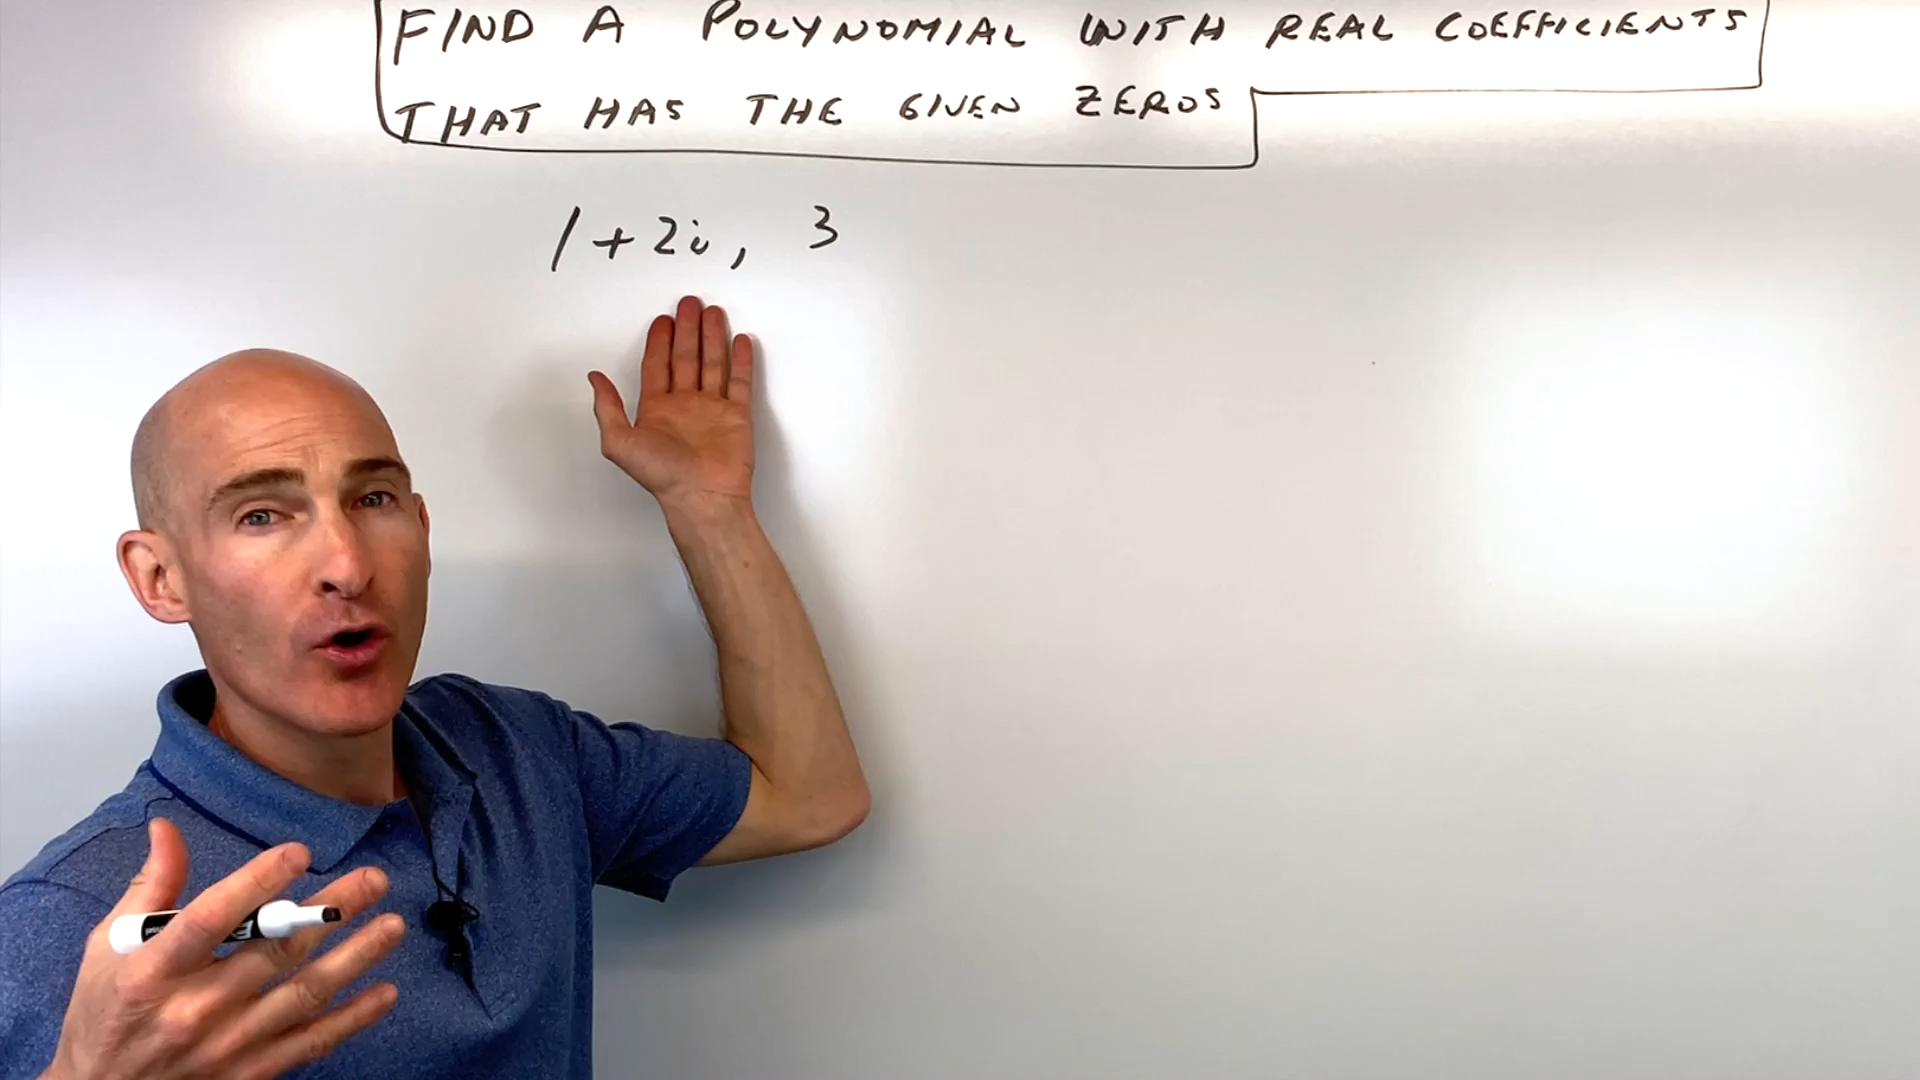 FIND A POLYNOMIAL WITH REAL COEFFICIENTS
THAT HAS THE GIVEN ZEROS
1+2i, 3